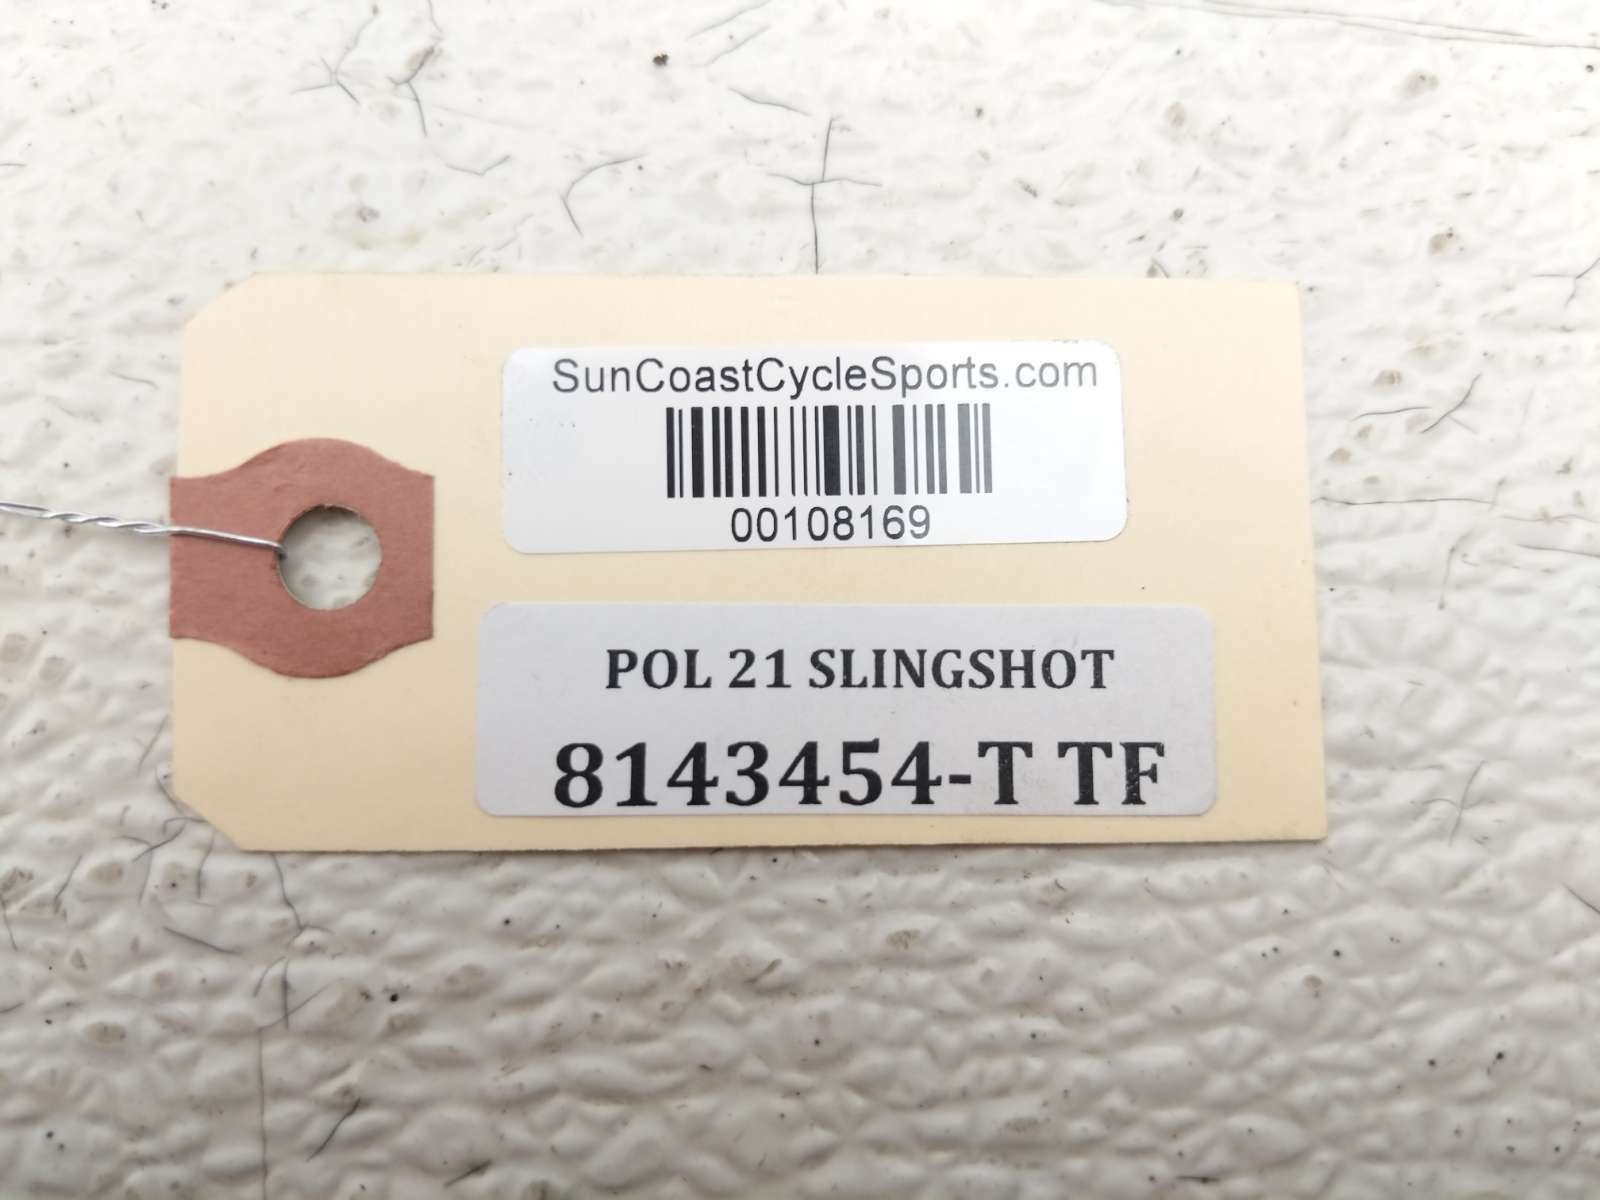 SunCoastCycleSports.com
00108169
POL 21 SLINGSHOT
8143454-T TF